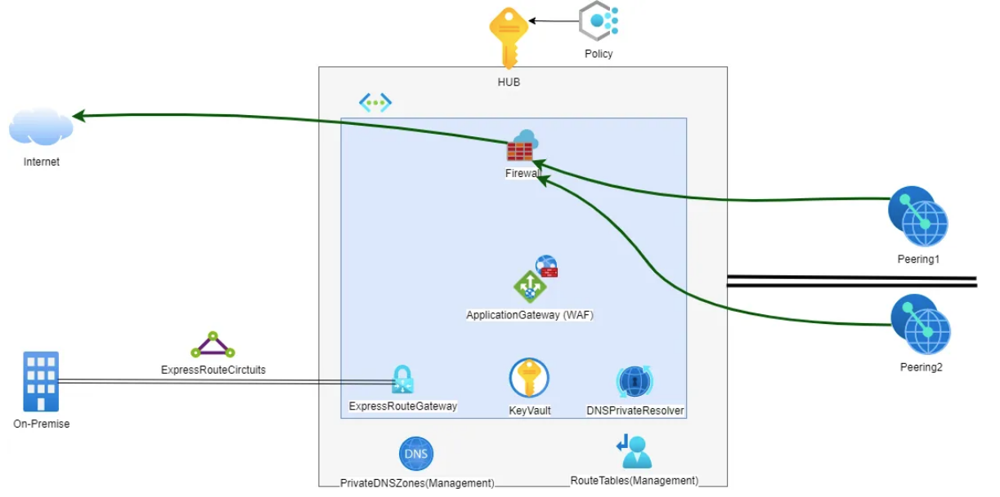 Policy
HUB
Internet
Firewall
Peering1
ApplicationGateway (WAF)
ExpressRouteCirctuits
Peering2
ExpressRouteGateway
KeyVault
DNSPrivateResolver
On-Premise
DNS
PrivateDNSZones(Management)
RouteTables(Management)